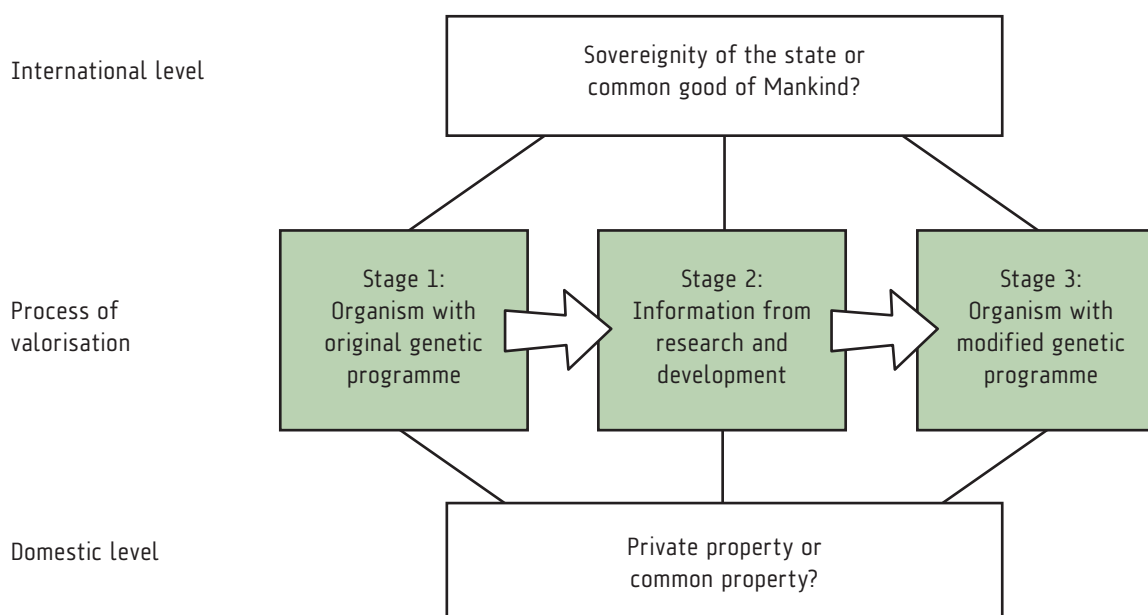 International level
Sovereignity of the state or
common good of Mankind?
Process of
valorisation
Stage 1:
Organism with
original genetic
programme
Stage 2:
Information from
research and
development
Stage 3:
Organism with
modified genetic
programme
Domestic level
Private property or
common property?